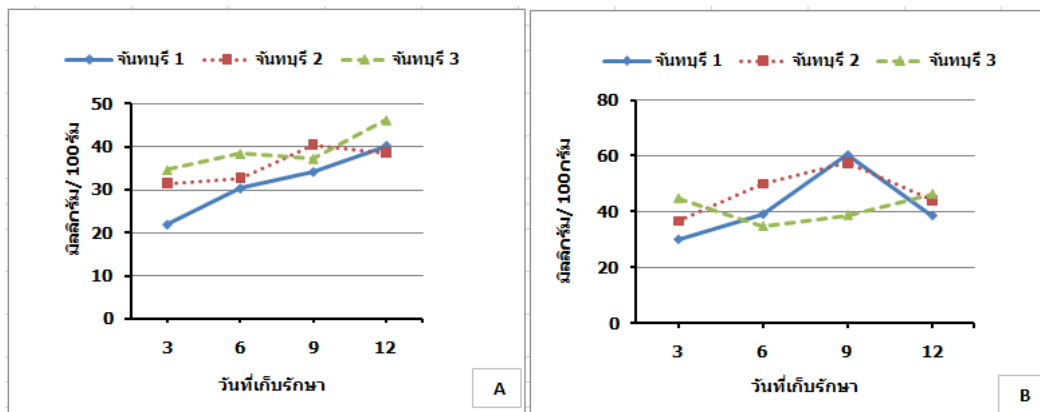 จันทบุรี 1 จันทบุรี 2 จันทบุรี 3
มิลลิกรัม/ 100รัม
50
40
30
20
10
0
3 6 9 12
วันที่เก็บรักษา
A
จันทบุรี 1 จันทบุรี 2 จันทบุรี 3
มิลลิกรัม/ 100กรัม
80
60
40
20
0
3 6 9 12
วันที่เก็บรักษา
B